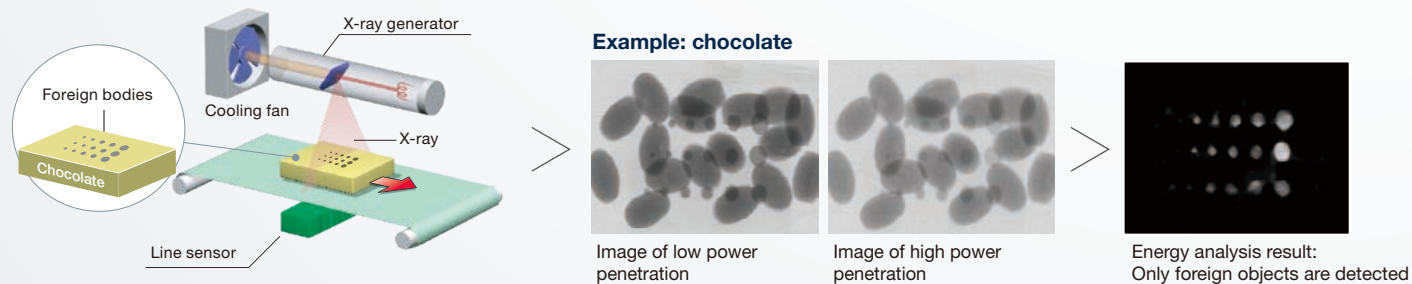 X-ray generator
Foreign bodies
Cooling fan
X-ray
Chocolate
Line sensor
Example: chocolate
Image of low power
penetration
Image of high power
penetration
Energy analysis result:
Only foreign objects are detected